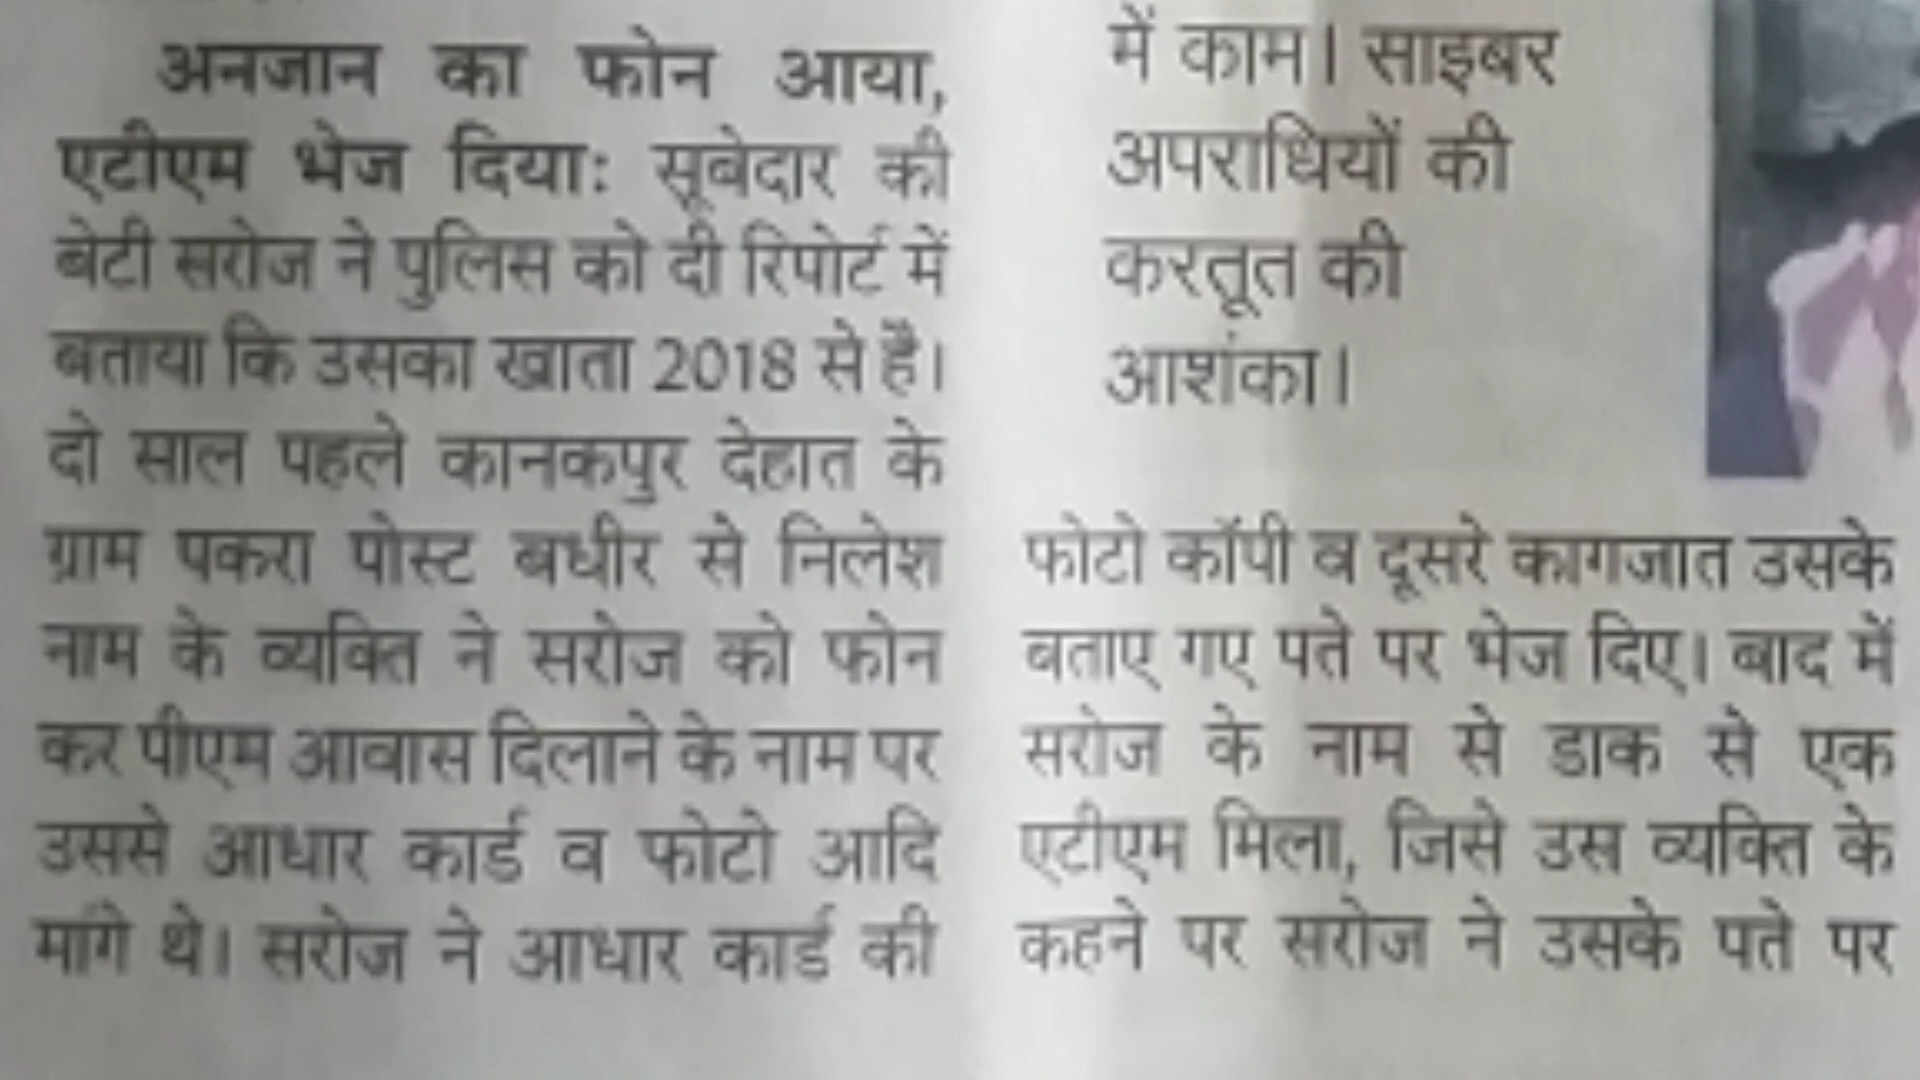 अनजान का फोन आया,
एटीएम भेज दिया: सूबेदार की
बेटी सरोज ने पुलिस को दी रिपोर्ट में
बताया कि उसका खाता 2018 से है।
दो साल पहले कानकपुर देहात के
ग्राम पकरा पोस्ट बधीर से निलेश
नाम के व्यक्ति ने सरोज को फोन
कर पीएम आवास दिलाने के नाम पर
उससे आधार कार्ड व फोटो आदि
मांगे थे। सरोज ने आधार कार्ड की
में काम। साइबर
अपराधियों की
करतूत की
आशंका।
फोटो कॉपी व दूसरे कागजात उसके
बताए गए पते पर भेज दिए। बाद में
सरोज के नाम से डाक से एक
एटीएम मिला, जिसे उस व्यक्ति के
कहने पर सरोज ने उसके पते पर